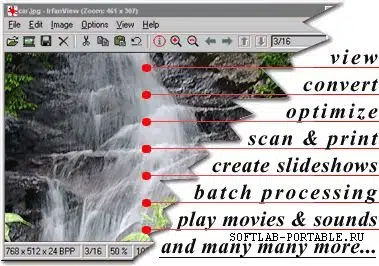 cir.jpg - IrfanView (Zoom: 461 x 307)
File Edit Image Options View Help
3/16
view
convert
optimize
scan & print
create slideshows
batch processing
play movies & sounds
SOFTLAB-PORTABLE.RU
and many many more...
768 x 512 x 24 BPP 3/16 50 % 10